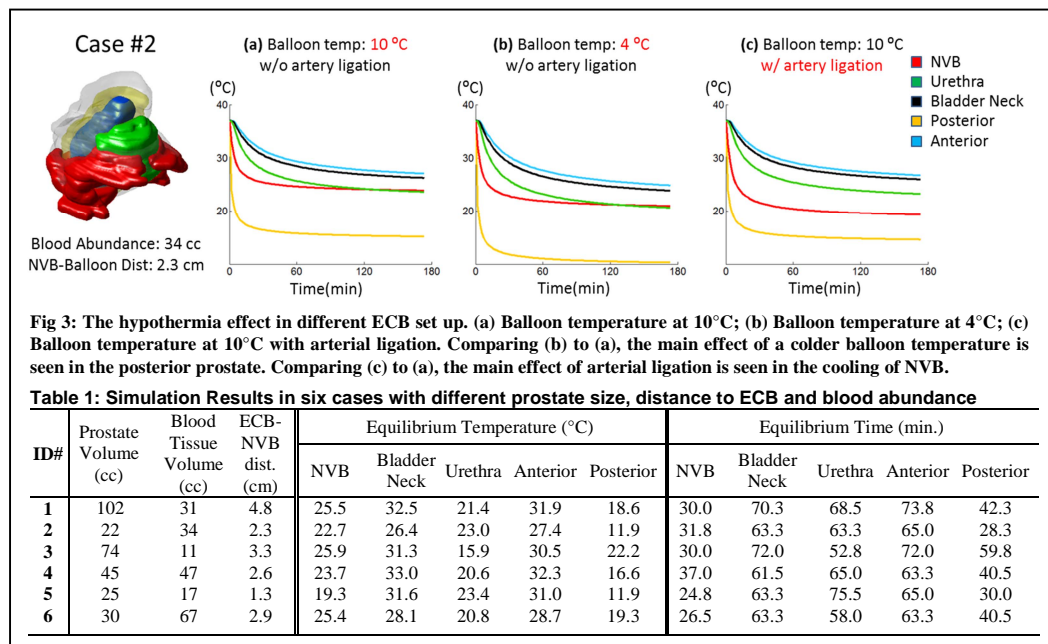 Case #2
Blood Abundance: 34 cc
NVB-Balloon Dist: 2.3 cm
(a) Balloon temp: 10 °C
w/o artery ligation
(°C)
40
30
20
0 60 120 180
Time(min)
(b) Balloon temp: 4 °C
w/o artery ligation
(°C)
40
30
20
0 60 120 180
Time(min)
(c) Balloon temp: 10 °C
w/ artery ligation
(°C)
40
30
20
0 60 120 180
Time(min)
NVB
Urethra
Bladder Neck
Posterior
Anterior
Fig 3: The hypothermia effect in different ECB set up. (a) Balloon temperature at 10°C; (b) Balloon temperature at 4°C; (c)
Balloon temperature at 10°C with arterial ligation. Comparing (b) to (a), the main effect of a colder balloon temperature is
seen in the posterior prostate. Comparing (c) to (a), the main effect of arterial ligation is seen in the cooling of NVB.
Table 1: Simulation Results in six cases with different prostate size, distance to ECB and blood abundance
ID# Prostate Volume (cc) Blood Tissue Volume (cc) ECB-NVB dist. (cm) Equilibrium Temperature (°C) Equilibrium Time (min.)
NVB Bladder Neck Urethra Anterior Posterior NVB Bladder Neck Urethra Anterior Posterior
1 102 31 4.8 25.5 32.5 21.4 31.9 18.6 30.0 70.3 68.5 73.8 42.3
2 22 34 2.3 22.7 26.4 23.0 27.4 11.9 31.8 63.3 63.3 65.0 28.3
3 74 11 3.3 25.9 31.3 15.9 30.5 22.2 30.0 72.0 52.8 72.0 59.8
4 45 47 2.6 23.7 33.0 20.6 32.3 16.6 37.0 61.5 65.0 63.3 40.5
5 25 17 1.3 19.3 31.6 23.4 31.0 11.9 24.8 63.3 75.5 65.0 30.0
6 30 67 2.9 25.4 28.1 20.8 28.7 19.3 26.5 63.3 58.0 63.3 40.5